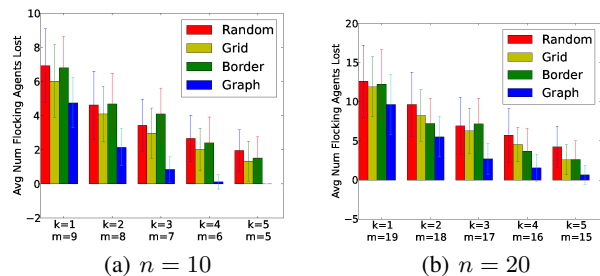 Avg Num Flocking Agents Lost
10
8
6
4
2
0
−2
Random
Grid
Border
Graph
k=1 k=2 k=3 k=4 k=5
m=9 m=8 m=7 m=6 m=5
(a) n = 10
Avg Num Flocking Agents Lost
20
15
10
5
0
−5
Random
Grid
Border
Graph
k=1 k=2 k=3 k=4 k=5
m=19 m=18 m=17 m=16 m=15
(b) n = 20